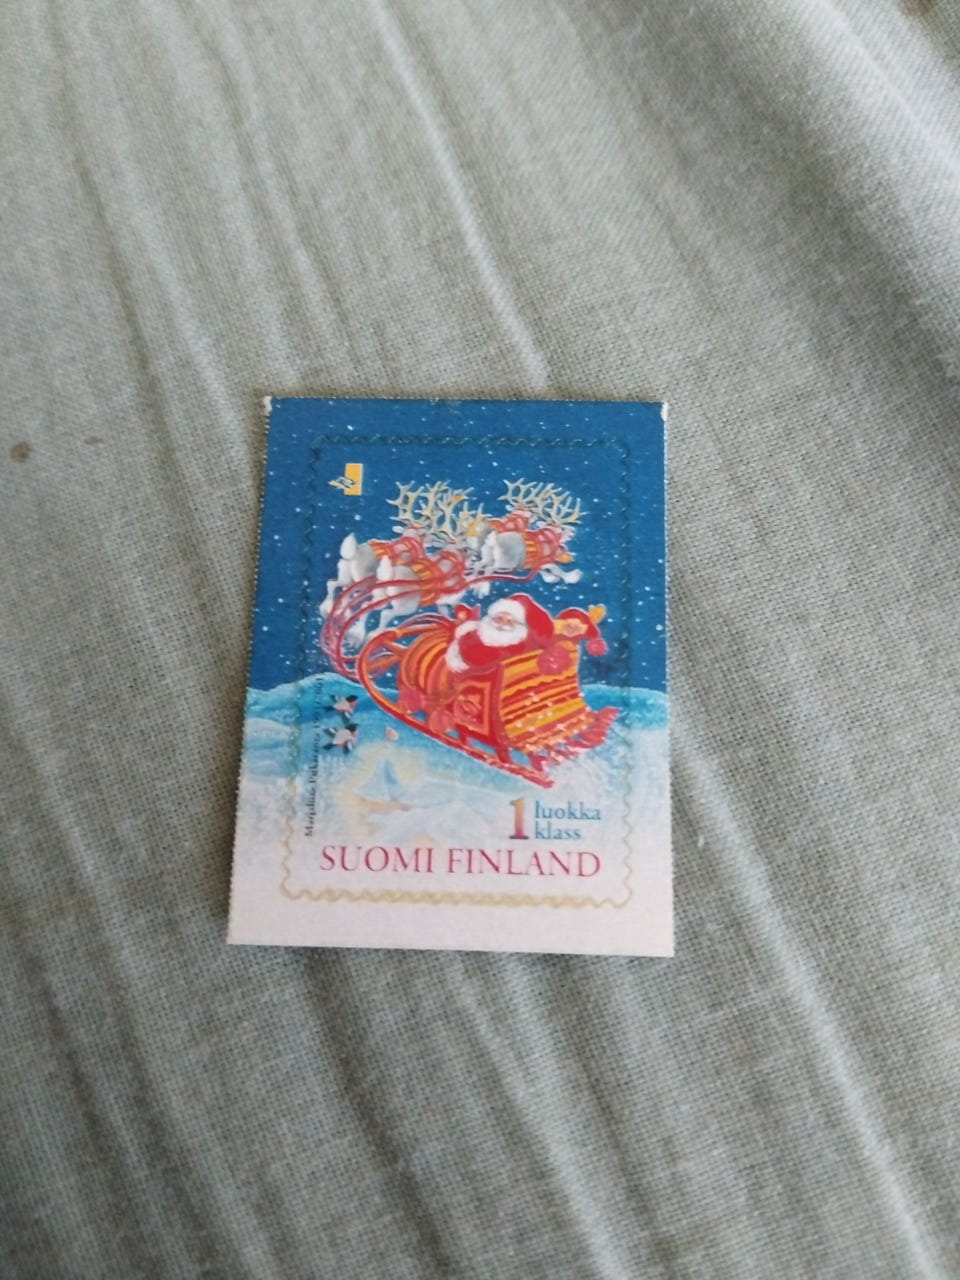 1 luokka
klass
SUOMI FINLAND